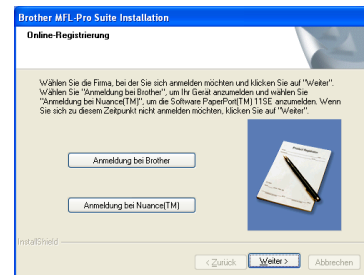 Brother MFL-Pro Suite Installation
Online-Registrierung
Wählen Sie die Firma, bei der Sie sich anmelden möchten und klicken Sie auf "Weiter".
Wählen Sie "Anmeldung bei Brother", um Ihr Gerät anzumelden und wählen Sie
"Anmeldung bei Nuance(TM)", um die Software PaperPort(TM) 11SE anzumelden. Wenn
Sie sich zu diesem Zeitpunkt nicht anmelden möchten, klicken Sie auf "Weiter".
Anmeldung bei Brother
Anmeldung bei Nuance(TM)
InstallShield
< Zurück
Weiter >
Abbrechen